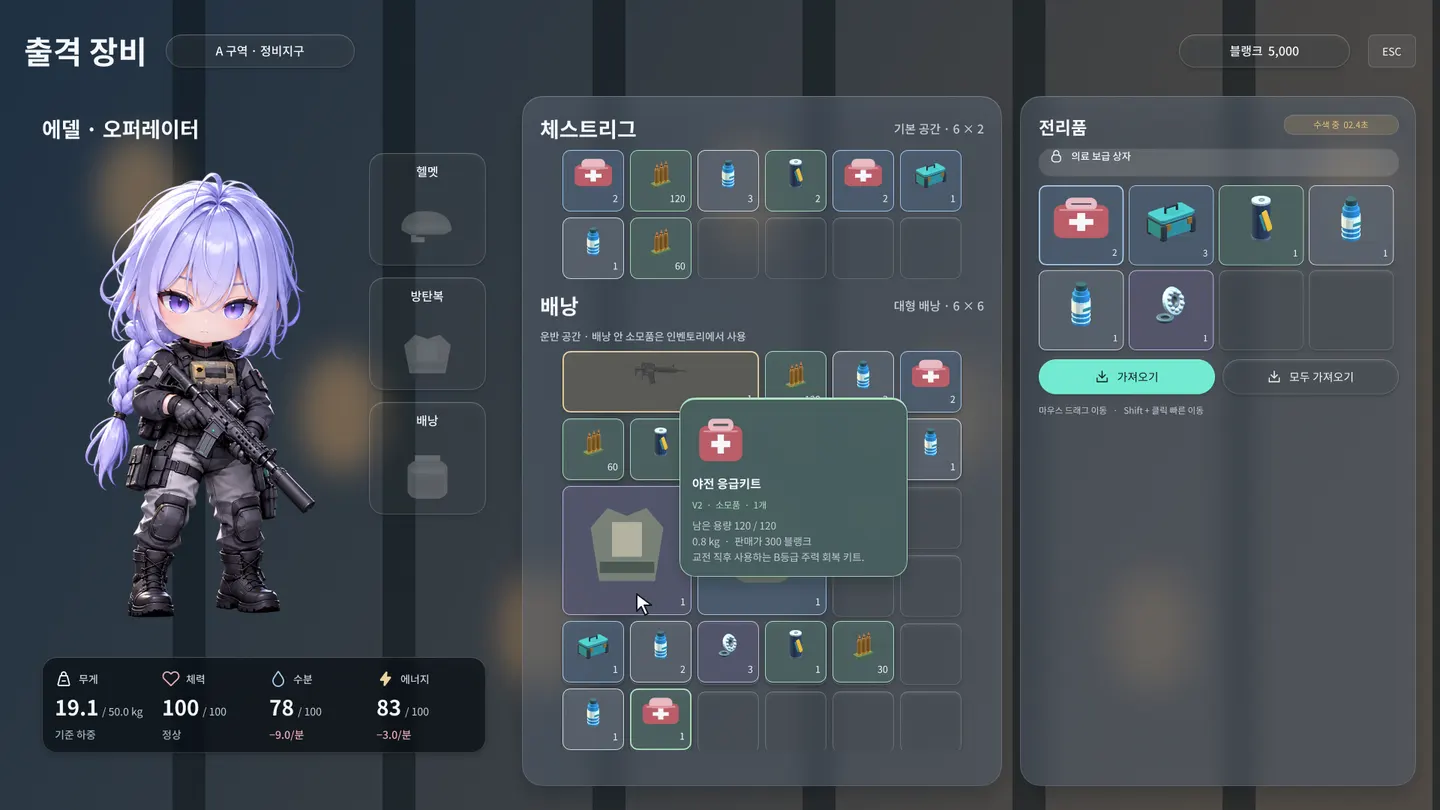 출격 장비
A 구역 · 정비지구
블랭크 5,000
ESC
에델 · 오퍼레이터
헬멧
방탄복
배낭
무게
19.1 / 50.0 kg
기준 하중
체력
100 / 100
정상
수분
78 / 100
−9.0/분
에너지
83 / 100
−3.0/분
체스트리그
기본 공간 · 6 × 2
2
120
3
2
2
1
1
60
배낭
대형 배낭 · 6 × 6
운반 공간 · 배낭 안 소모품은 인벤토리에서 사용
2
60
1
야전 응급키트
V2 · 소모품 · 1개
남은 용량 120 / 120
0.8 kg · 판매가 300 블랭크
교전 직후 사용하는 B등급 주력 회복 키트.
1
1
1
2
3
1
30
1
1
전리품
수색 중 02.4초
의료 보급 상자
2
3
1
1
1
1
가져오기
모두 가져오기
마우스 드래그 이동 · Shift + 클릭 빠른 이동